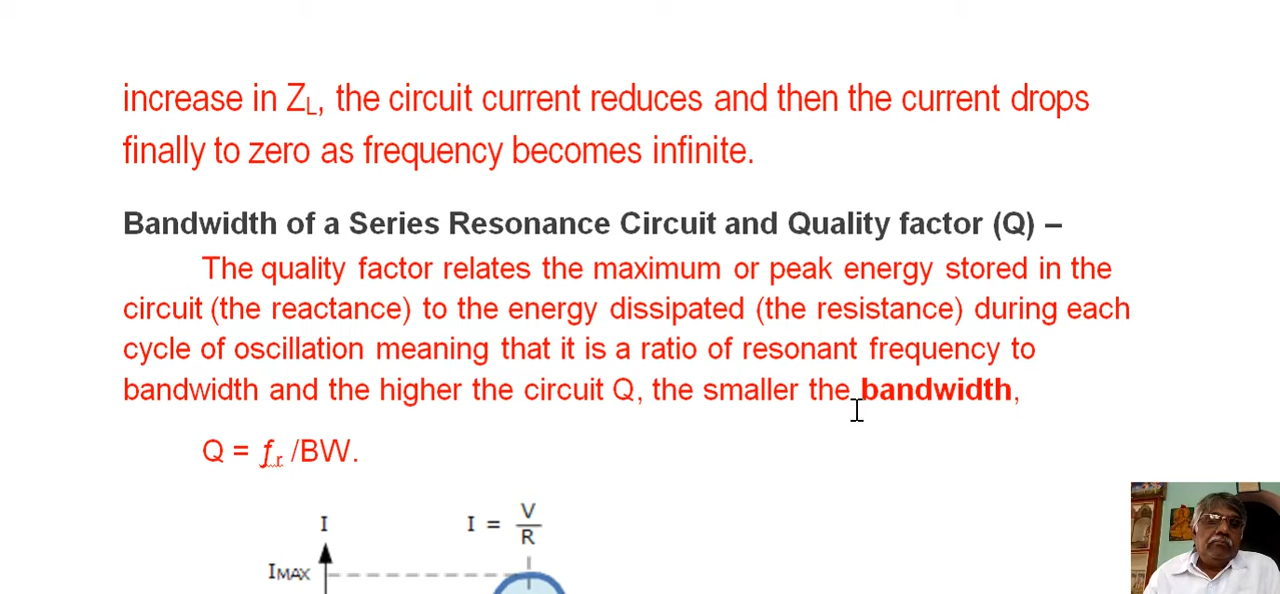 increase in ZL, the circuit current reduces and then the current drops
finally to zero as frequency becomes infinite.
Bandwidth of a Series Resonance Circuit and Quality factor (Q) –
The quality factor relates the maximum or peak energy stored in the
circuit (the reactance) to the energy dissipated (the resistance) during each
cycle of oscillation meaning that it is a ratio of resonant frequency to
bandwidth and the higher the circuit Q, the smaller the bandwidth,
Q = fr /BW.
I
I = V
R
IMAX